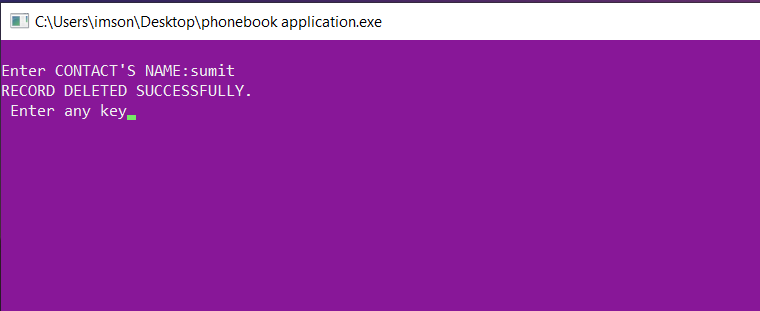 C:\Users\imson\Desktop\phonebook application.exe
Enter CONTACT'S NAME:sumit
RECORD DELETED SUCCESSFULLY.
Enter any key